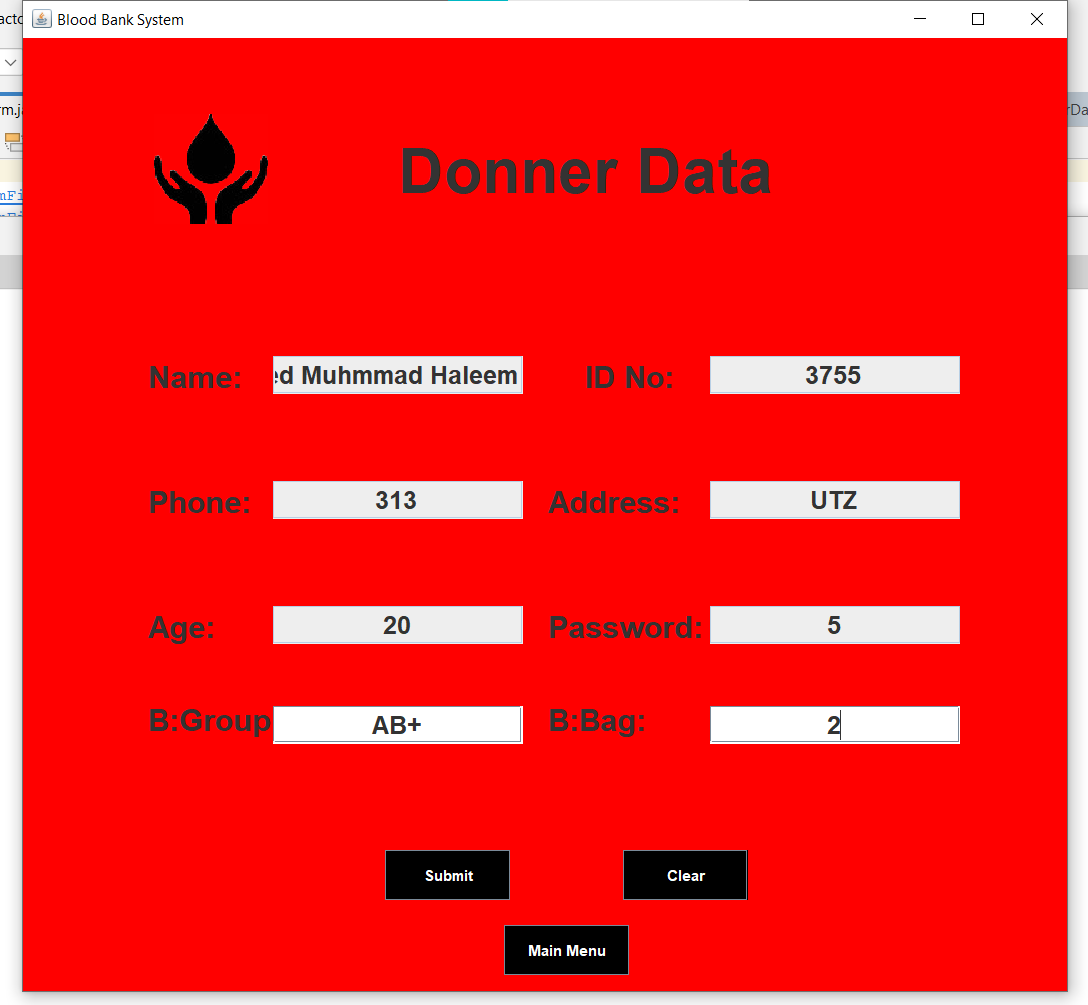 Blood Bank System
Donner Data
Name: ed Muhmmad Haleem ID No: 3755
Phone: 313 Address: UTZ
Age: 20 Password: 5
B:Group AB+ B:Bag: 2
Submit Clear
Main Menu